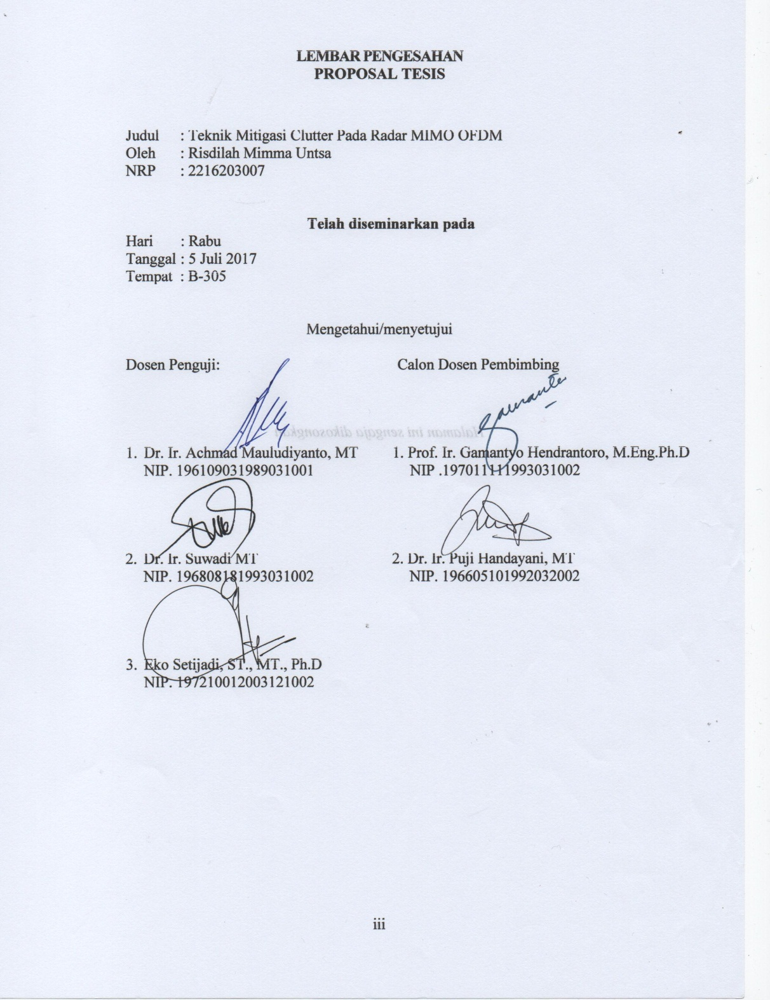 LEMBAR PENGESAHAN
PROPOSAL TESIS
Judul : Teknik Mitigasi Clutter Pada Radar MIMO OFDM
Oleh : Risdilah Mimma Untsa
NRP : 2216203007
Telah diseminarkan pada
Hari : Rabu
Tanggal : 5 Juli 2017
Tempat : B-305
Mengetahui/menyetujui
Dosen Penguji:
1. Dr. Ir. Achmad Mauludiyanto, MT
NIP. 196109031989031001
2. Dr. Ir. Suwadi MT
NIP. 196808181993031002
3. Eko Setijadi, ST., MT., Ph.D
NIP. 197210012003121002
Calon Dosen Pembimbing
1. Prof. Ir. Gamantyo Hendrantoro, M.Eng.Ph.D
NIP .197011111993031002
2. Dr. Ir. Puji Handayani, MT
NIP. 196605101992032002
Halaman ini sengaja dikosongkan
iii